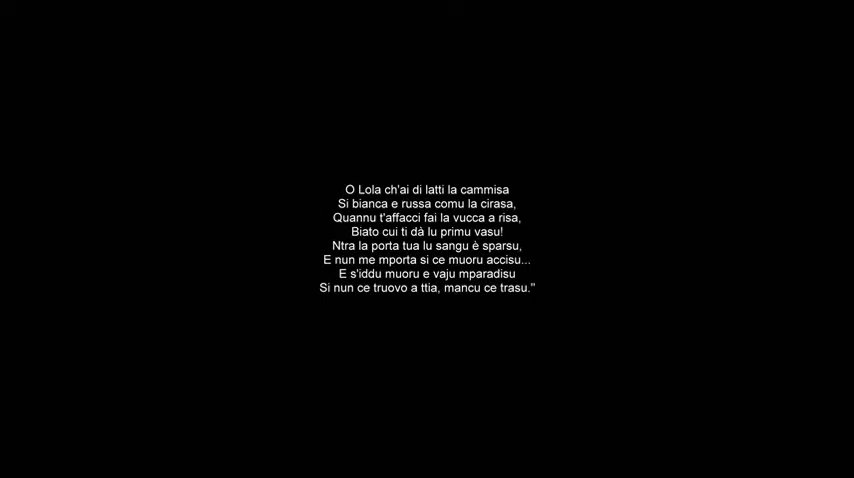 O Lola ch'ai di latti la cammisa
Si bianca e russa comu la cirasa,
Quannu t'affacci fai la vucca a risa,
Biato cui ti dà lu primu vasu!
Ntra la porta tua lu sangu è sparsu,
E nun me mporta si ce muoru accisu...
E s'iddu muoru e vaju mparadisu
Si nun ce truovo a ttia, mancu ce trasu."